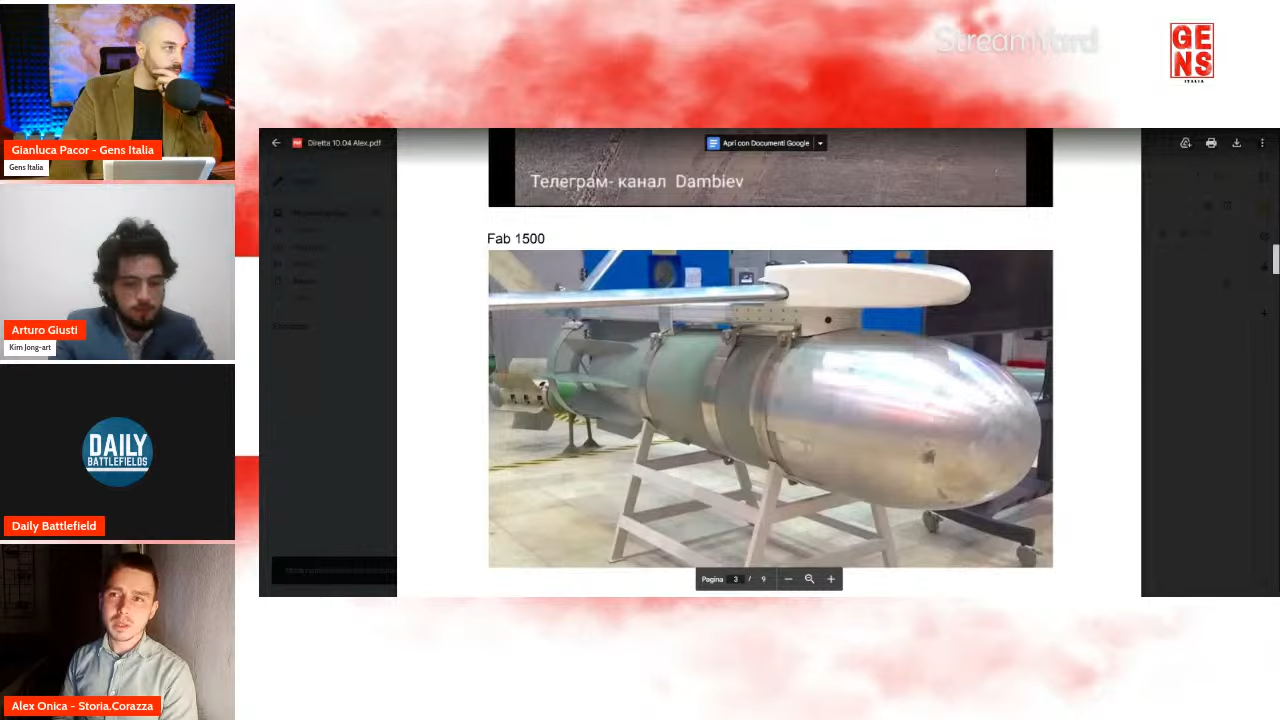 Gianluca Pacor - Gens Italia
Gens Italia
Arturo Giusti
Kim Jong-art
DAILY
BATTLEFIELDS
Daily Battlefield
Alex Onica - Storia.Corazza
StreamYard
GE
NS
ITALIA
Diretta 10.04 Alex.pdf
Apri con Documenti Google
Телеграм- канал Dambiev
Fab 1500
Pagina 3 / 9